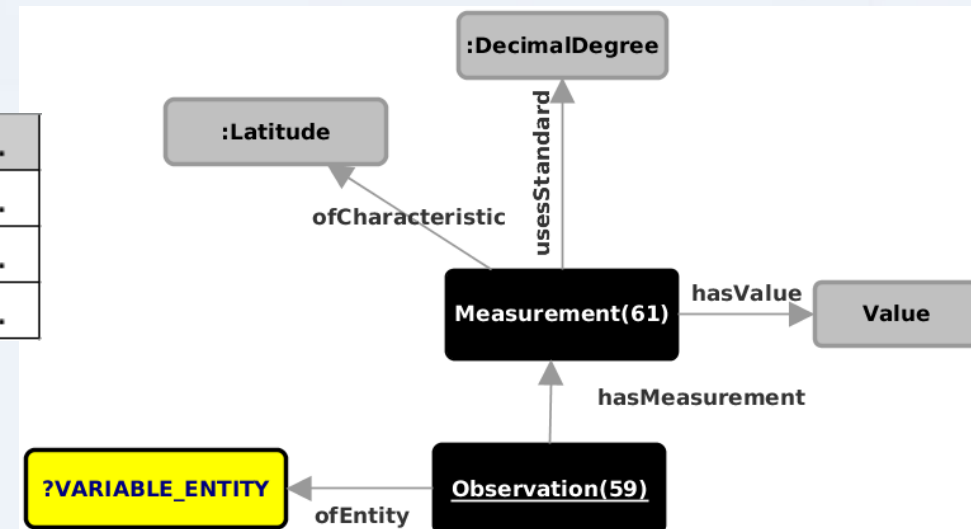 :DecimalDegree
:Latitude
usesStandard
ofCharacteristic
hasValue
Measurement(61)
Value
hasMeasurement
?VARIABLE_ENTITY
Observation(59)
ofEntity
.
.
.
.